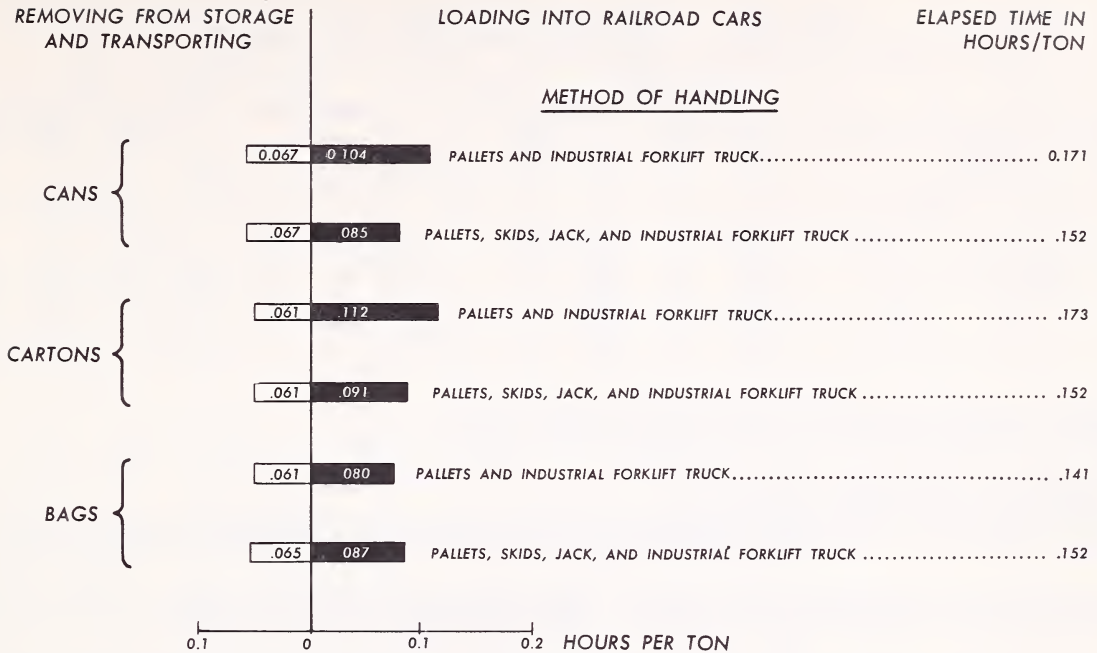 REMOVING FROM STORAGE AND TRANSPORTING
LOADING INTO RAILROAD CARS
ELAPSED TIME IN HOURS/TON
METHOD OF HANDLING
CANS
0.067 0 104 PALLETS AND INDUSTRIAL FORKLIFT TRUCK........................................ 0.171
.067 085 PALLETS, SKIDS, JACK, AND INDUSTRIAL FORKLIFT TRUCK ........................... .152
CARTONS
.061 .112 PALLETS AND INDUSTRIAL FORKLIFT TRUCK........................................ .173
.061 .091 PALLETS, SKIDS, JACK, AND INDUSTRIAL FORKLIFT TRUCK ........................... .152
BAGS
.061 080 PALLETS AND INDUSTRIAL FORKLIFT TRUCK............................................. .141
.065 087 PALLETS, SKIDS, JACK, AND INDUSTRIAL FORKLIFT TRUCK ........................... .152
0.1 0 0.1 0.2 HOURS PER TON